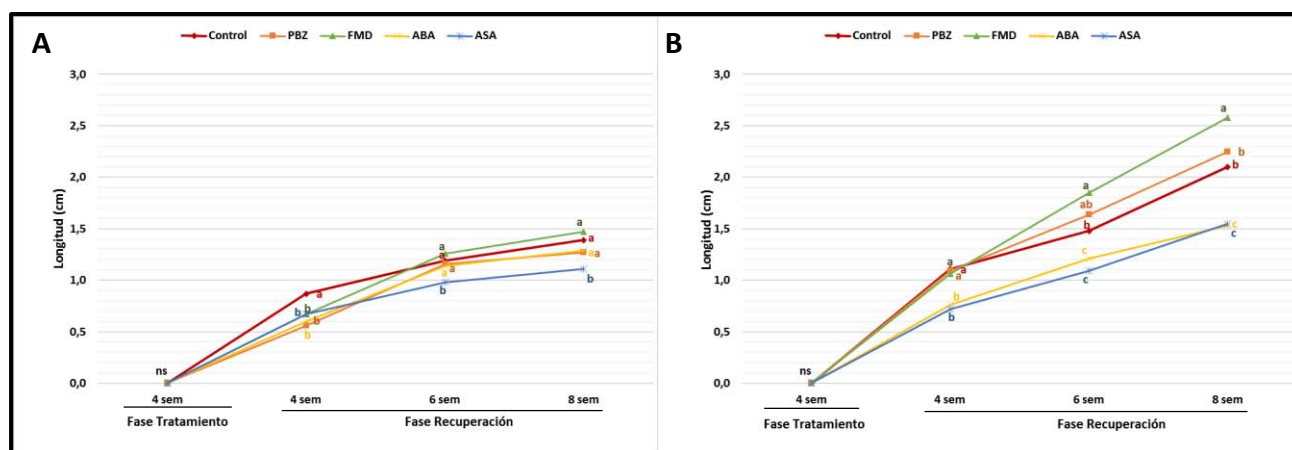 A
Control PBZ FMD ABA ASA
3,0
2,5
2,0
1,5
1,0
0,5
0,0
Longitud (cm)
ns
a
b
b
b
b
a
a
a
a
b
a
a
a
a
b
4 sem 4 sem 6 sem 8 sem
Fase Tratamiento Fase Recuperación
B
Control PBZ FMD ABA ASA
3,0
2,5
2,0
1,5
1,0
0,5
0,0
Longitud (cm)
ns
a
a
a
b
b
a
ab
b
c
c
a
b
b
c
c
4 sem 4 sem 6 sem 8 sem
Fase Tratamiento Fase Recuperación